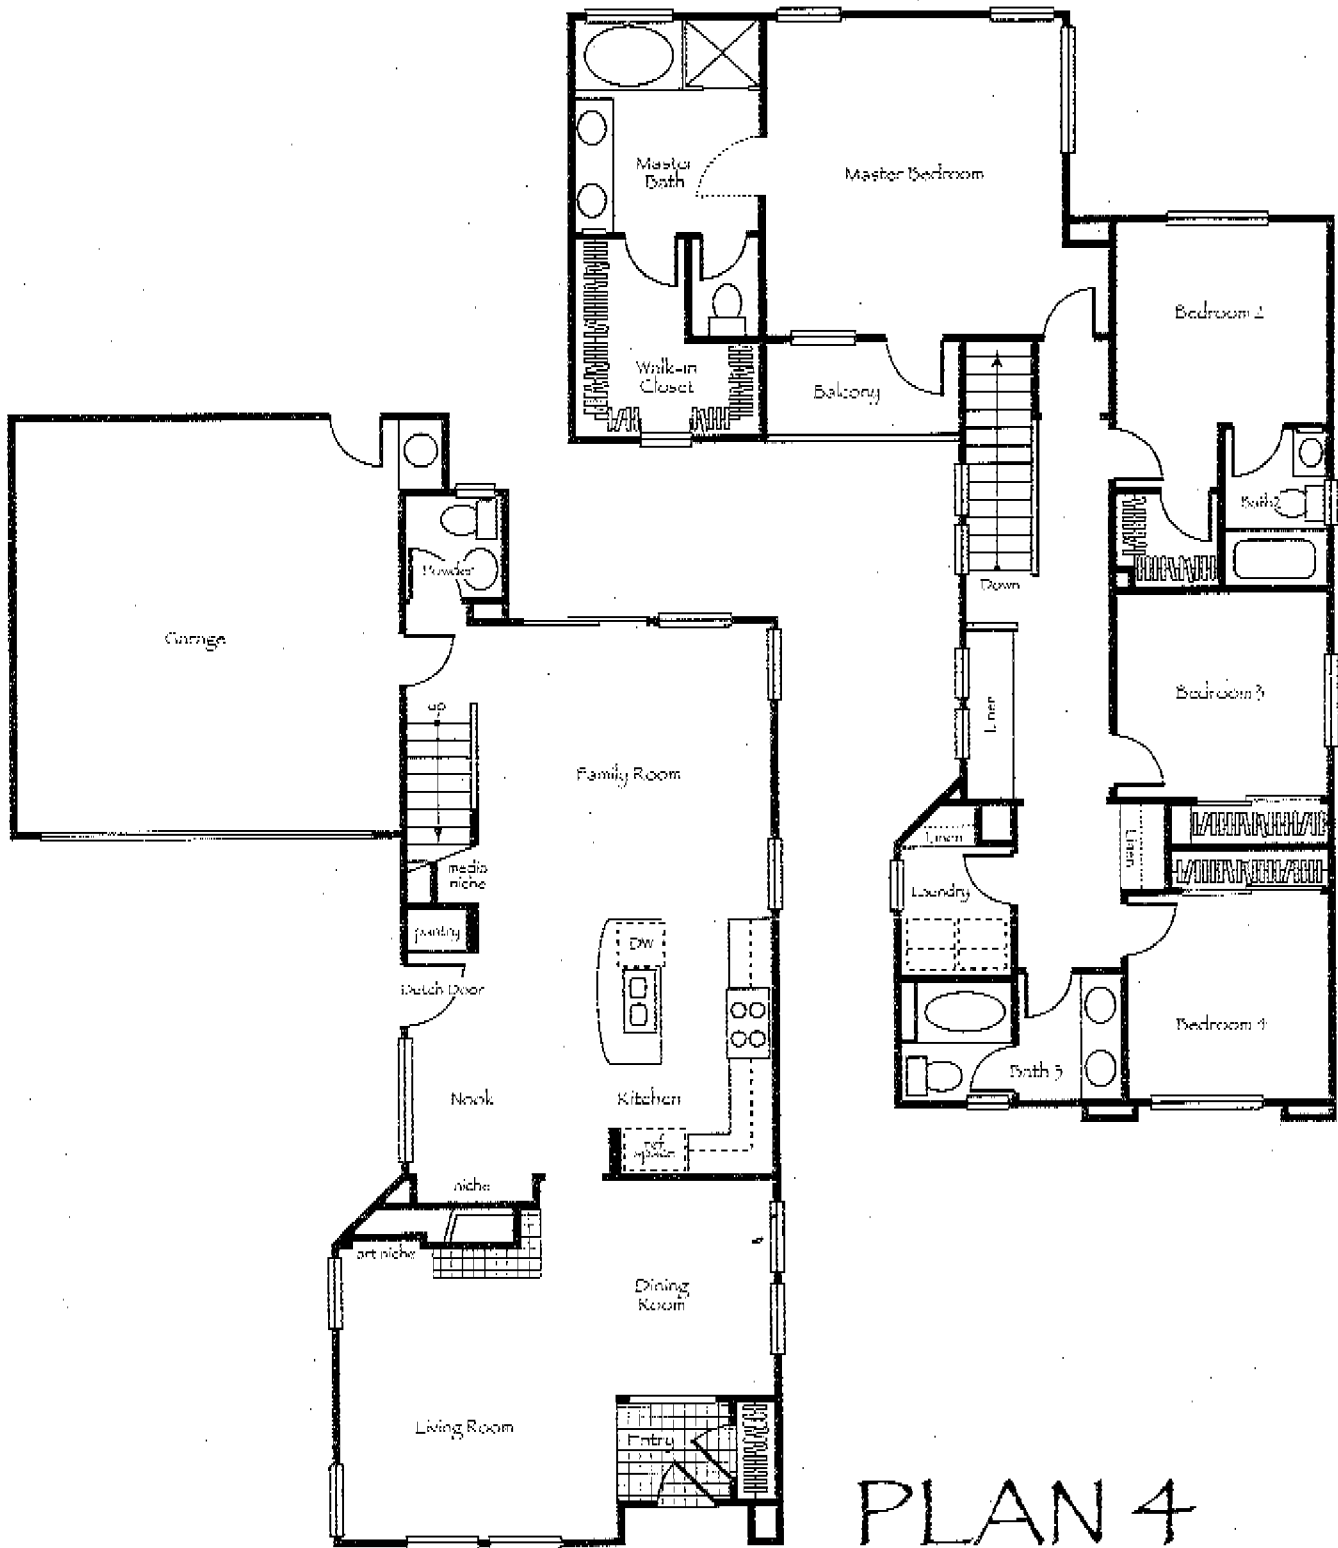 Master
Bath
Master Bedroom
Bedroom 2
Walk-in
Closet
Balcony
Bath 2
Powder
Down
Garage
up
Linen
Bedroom 3
Family Room
Linen
Linen
media
niche
Laundry
pantry
DW
Dutch Door
Bedroom 4
Bath 3
Nook
Kitchen
ref
space
niche
art niche
Dining
Room
Living Room
Entry
PLAN 4